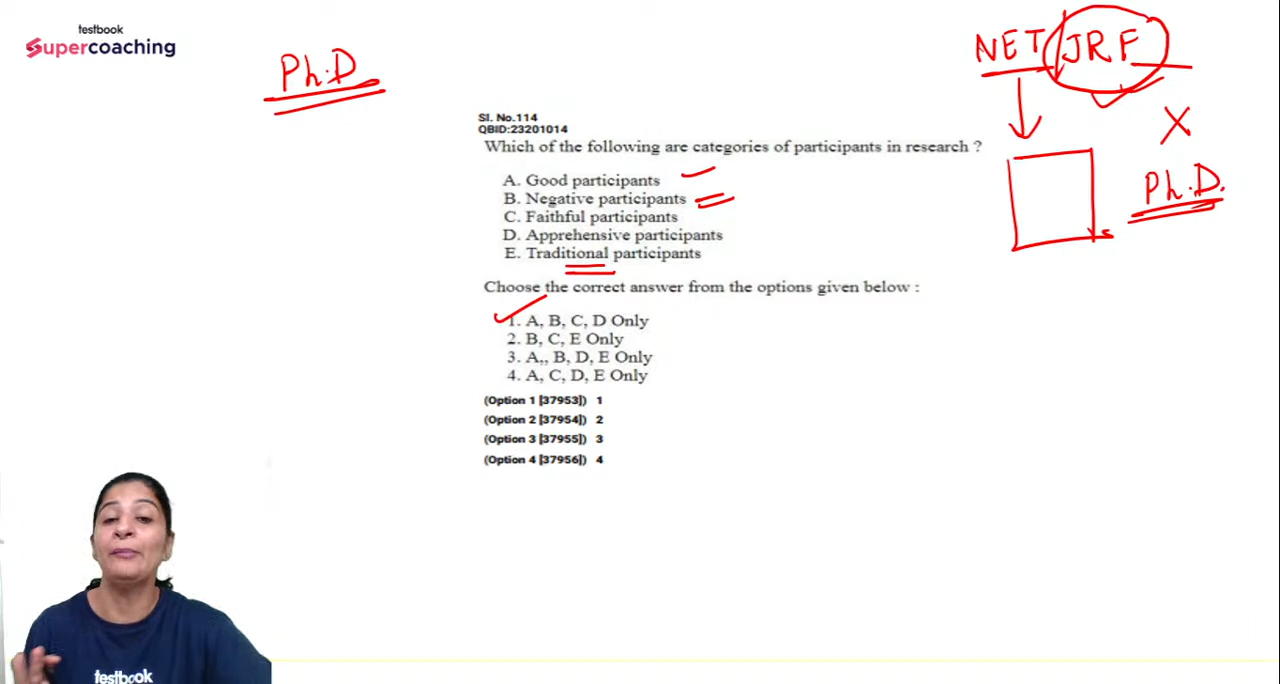 testbook
Supercoaching
Ph.D
NET JRF
X
Ph.D.
Sl. No.114
QBID:23201014
Which of the following are categories of participants in research ?
A. Good participants
B. Negative participants
C. Faithful participants
D. Apprehensive participants
E. Traditional participants
Choose the correct answer from the options given below :
1. A, B, C, D Only
2. B, C, E Only
3. A,, B, D, E Only
4. A, C, D, E Only
(Option 1 [37953]) 1
(Option 2 [37954]) 2
(Option 3 [37955]) 3
(Option 4 [37956]) 4
testbook